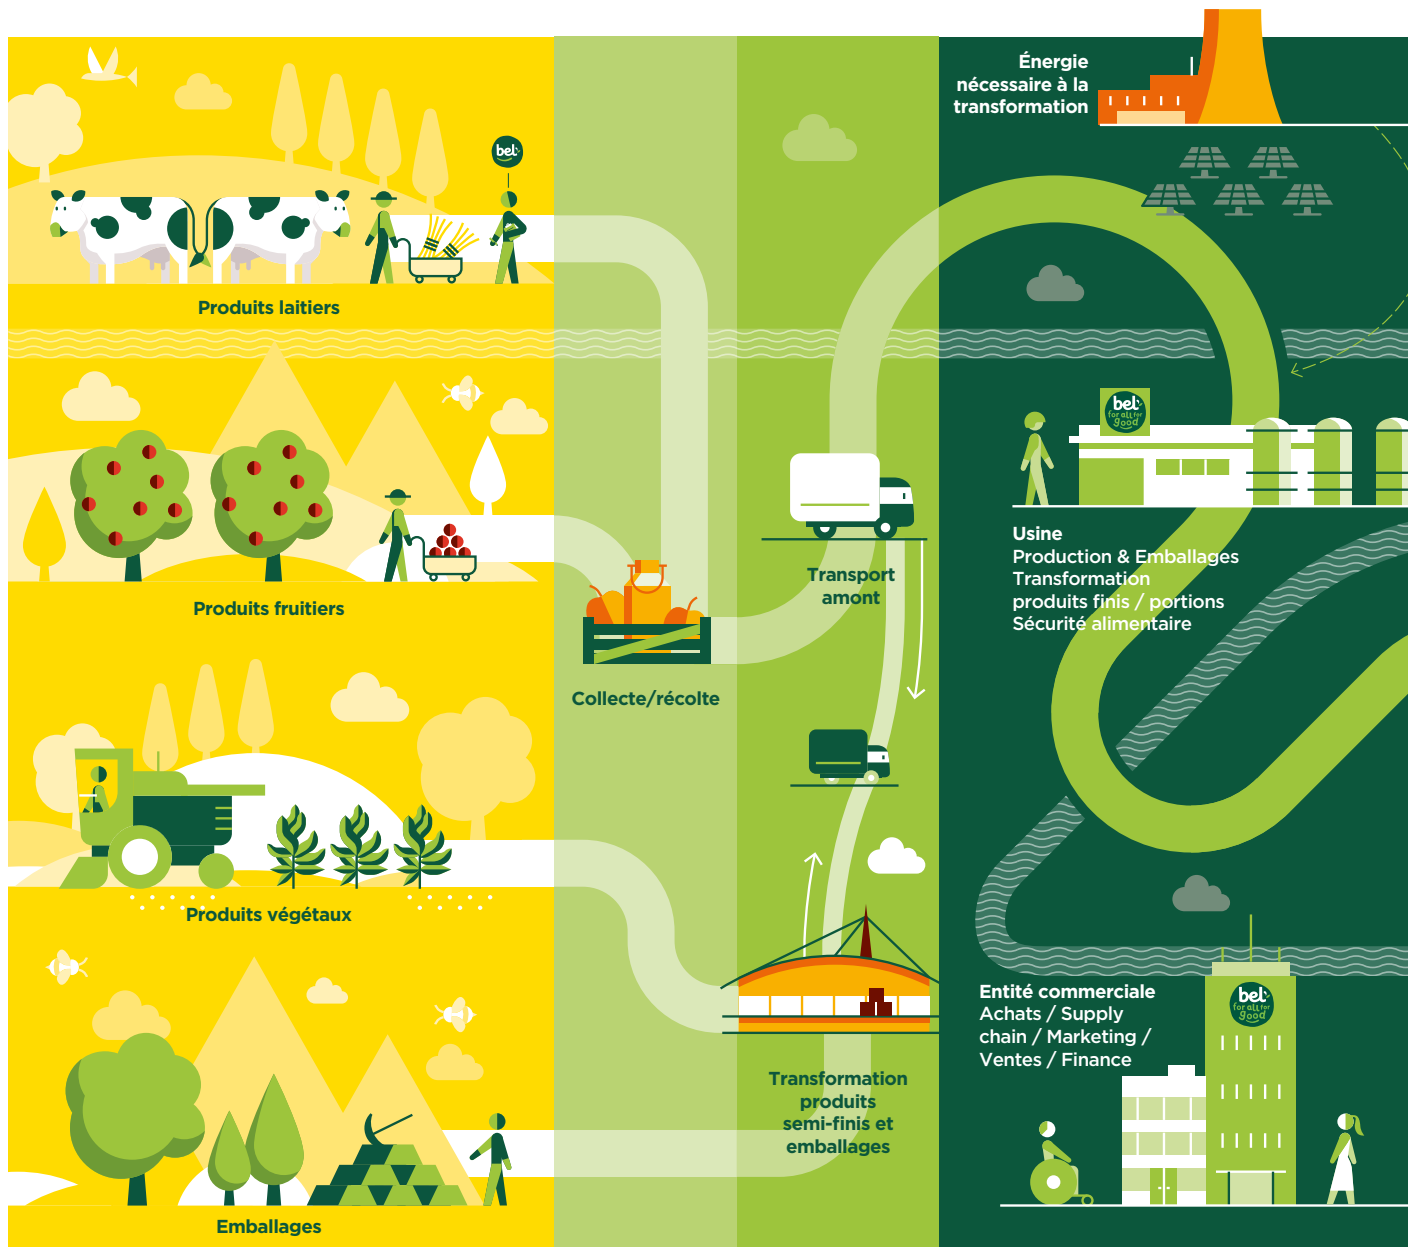 Énergie
nécessaire à la
transformation
bel
Produits laitiers
bel
for all for
good
Usine
Production & Emballages
Transformation
produits finis / portions
Sécurité alimentaire
Transport
amont
Produits fruitiers
Collecte/récolte
Produits végétaux
Entité commerciale
Achats / Supply
chain / Marketing /
Ventes / Finance
bel
for all for
good
Transformation
produits
semi-finis et
emballages
Emballages